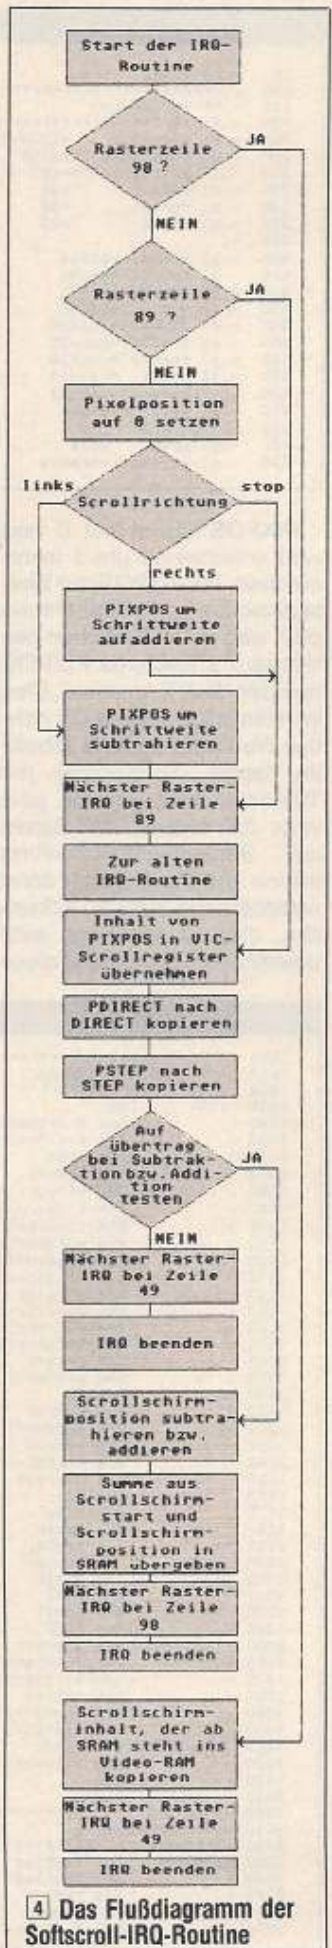 Start der IRQ-
Routine
Rasterzeile
98 ?
JA
NEIN
Rasterzeile
89 ?
JA
NEIN
Pixelposition
auf 0 setzen
links
Scrollrichtung
stop
rechts
PIXPOS um
Schrittweite
aufaddieren
PIXPOS um
Schrittweite
subtrahieren
Nächster Raster-
IRQ bei Zeile
89
Zur alten
IRQ-Routine
Inhalt von
PIXPOS in VIC-
Scrollregister
übernehmen
PDIRECT nach
DIRECT kopieren
PSTEP nach
STEP kopieren
Auf
übertrag
bei Subtrak-
tion bzw. Addi-
tion
testen
JA
NEIN
Nächster Raster-
IRQ bei Zeile
49
IRQ beenden
Scrollschirm-
position subtra-
hieren bzw.
addieren
Summe aus
Scrollschirm-
start und
Scrollschirm-
position in
SRAM übergeben
Nächster Raster-
IRQ bei Zeile
98
IRQ beenden
Scrollschirm-
inhalt, der ab
SRAM steht ins
Video-RAM
kopieren
Nächster Raster-
IRQ bei Zeile
49
IRQ beenden
4 Das Flußdiagramm der
Softscroll-IRQ-Routine